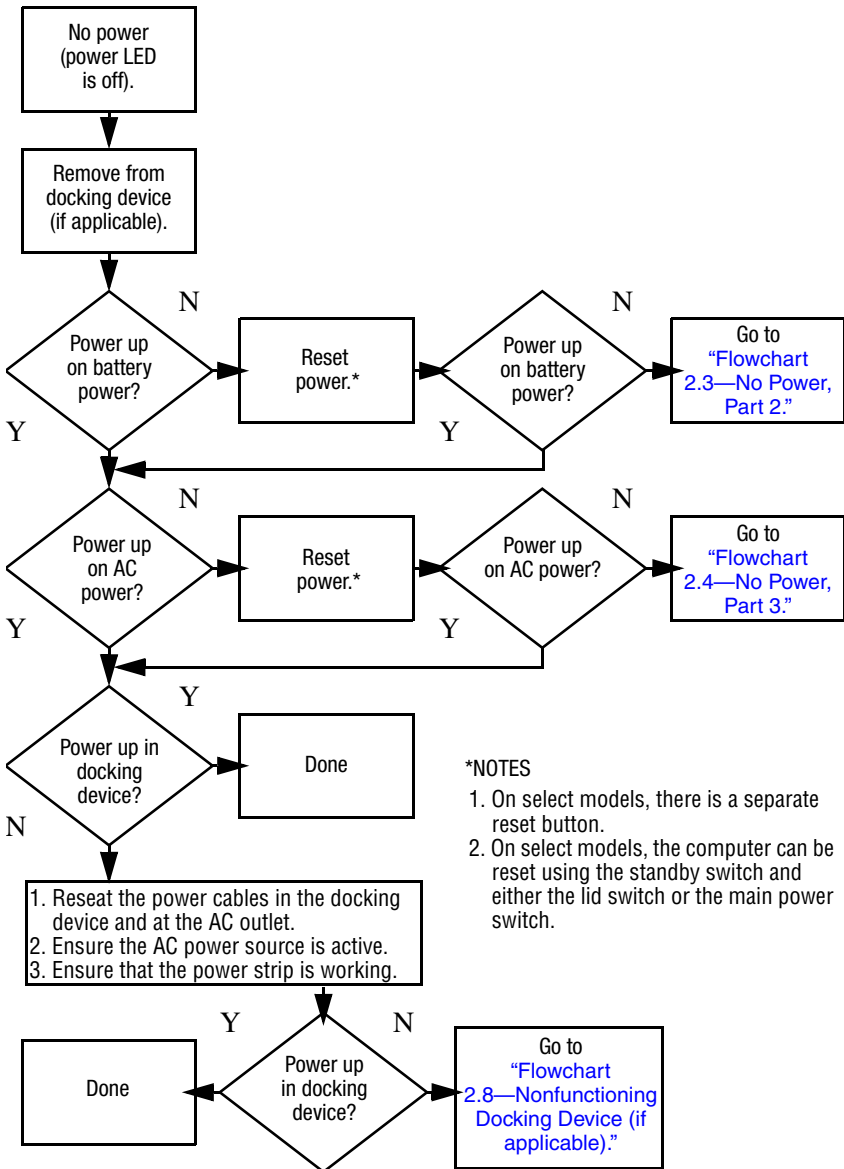 No power
(power LED
is off).
Remove from
docking device
(if applicable).
N
Power up
on battery
power?
Y
Reset
power.*
N
Power up
on battery
power?
Y
Go to
“Flowchart
2.3—No Power,
Part 2.”
N
Power up
on AC
power?
Y
Reset
power.*
N
Power up
on AC power?
Y
Go to
“Flowchart
2.4—No Power,
Part 3.”
Y
Power up in
docking
device?
N
Done
*NOTES
1. On select models, there is a separate
reset button.
2. On select models, the computer can be
reset using the standby switch and
either the lid switch or the main power
switch.
1. Reseat the power cables in the docking
device and at the AC outlet.
2. Ensure the AC power source is active.
3. Ensure that the power strip is working.
Y
N
Done
Power up
in docking
device?
Go to
“Flowchart
2.8—Nonfunctioning
Docking Device (if
applicable).”